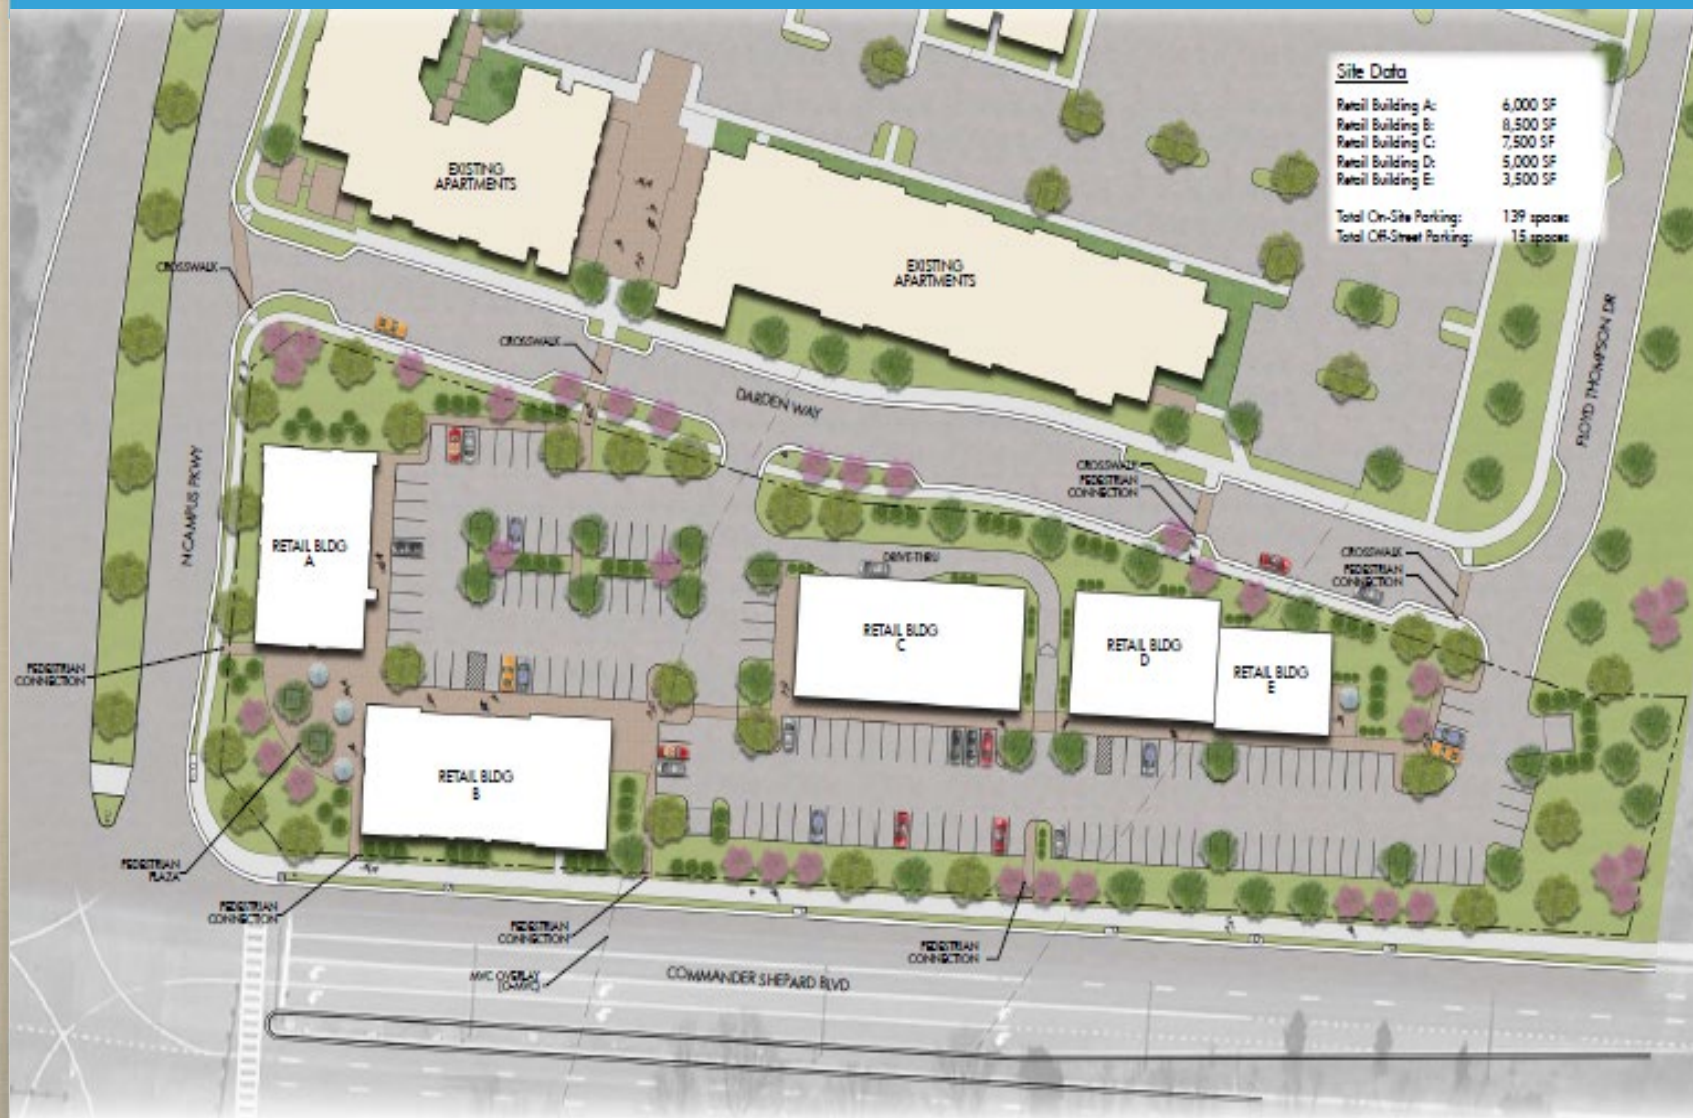 Site Data
Retail Building A: 6,000 SF
Retail Building B: 8,500 SF
Retail Building C: 7,500 SF
Retail Building D: 5,000 SF
Retail Building E: 3,500 SF
Total On-Site Parking: 139 spaces
Total Off-Street Parking: 15 spaces
EXISTING
APARTMENTS
EXISTING
APARTMENTS
CROSSWALK
CROSSWALK
DARDEN WAY
FLOYD THOMPSON DR
N CAMPUS PKWY
CROSSWALK
PEDESTRIAN
CONNECTION
CROSSWALK
PEDESTRIAN
CONNECTION
DRIVE-THRU
RETAIL BLDG
A
RETAIL BLDG
C
RETAIL BLDG
D
RETAIL BLDG
E
PEDESTRIAN
CONNECTION
RETAIL BLDG
B
PEDESTRIAN
PLAZA
PEDESTRIAN
CONNECTION
PEDESTRIAN
CONNECTION
PEDESTRIAN
CONNECTION
MVC OVERLAY
(O-MVC)
COMMANDER SHEPARD BLVD